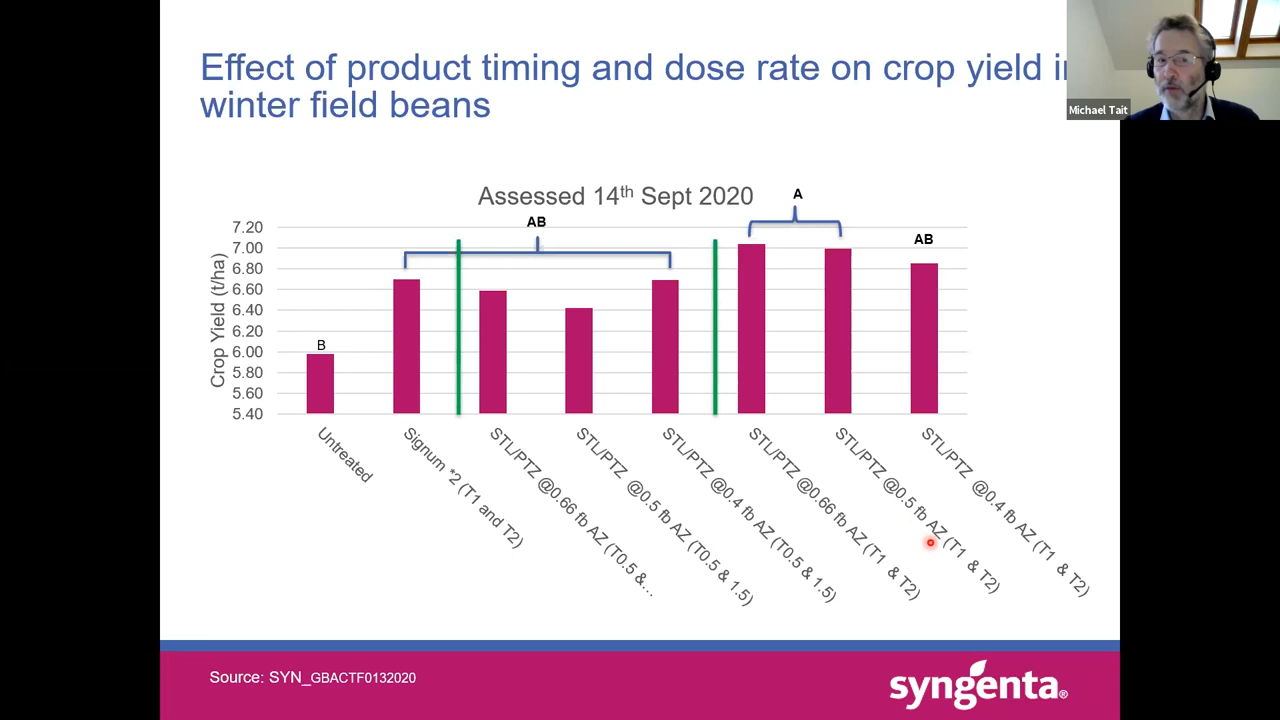 Effect of product timing and dose rate on crop yield in
winter field beans
Michael Tait
Assessed 14th Sept 2020
A
AB
AB
B
Crop Yield (t/ha)
7.20
7.00
6.80
6.60
6.40
6.20
6.00
5.80
5.60
5.40
Untreated
Signum *2 (T1 and T2)
STL/PTZ @0.66 fb AZ (T0.5 &...
STL/PTZ @0.5 fb AZ (T0.5 & 1.5)
STL/PTZ @0.4 fb AZ (T0.5 & 1.5)
STL/PTZ @0.66 fb AZ (T1 & T2)
STL/PTZ @0.5 fb AZ (T1 & T2)
STL/PTZ @0.4 fb AZ (T1 & T2)
Source: SYN_GBACTF0132020
syngenta®